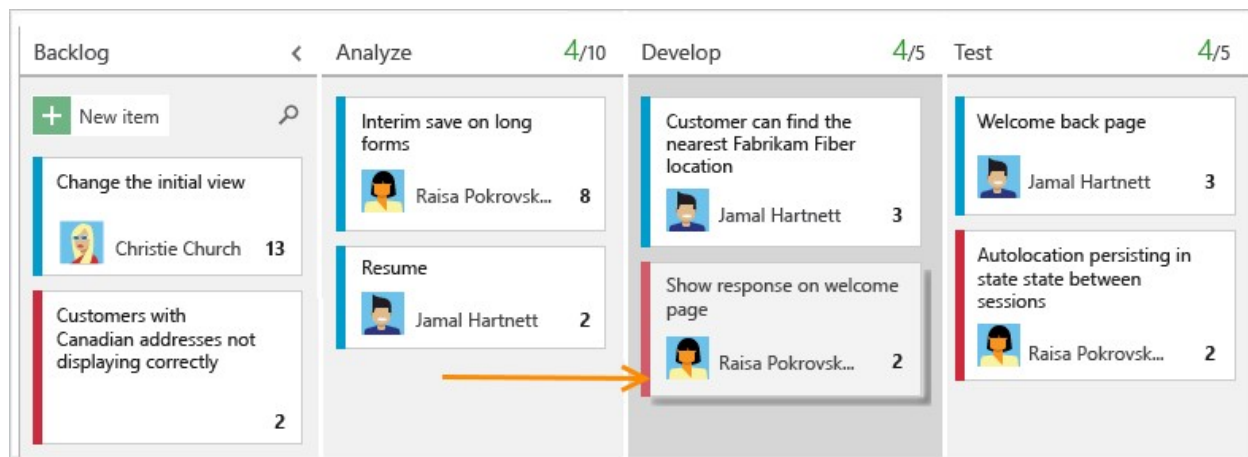 Backlog
<
New item
Change the initial view
Christie Church 13
Customers with
Canadian addresses not
displaying correctly
2
Analyze 4/10
Interim save on long
forms
Raisa Pokrovsk... 8
Resume
Jamal Hartnett 2
Develop 4/5
Customer can find the
nearest Fabrikam Fiber
location
Jamal Hartnett 3
Show response on welcome
page
Raisa Pokrovsk... 2
Test 4/5
Welcome back page
Jamal Hartnett 3
Autolocation persisting in
state state between
sessions
Raisa Pokrovsk... 2